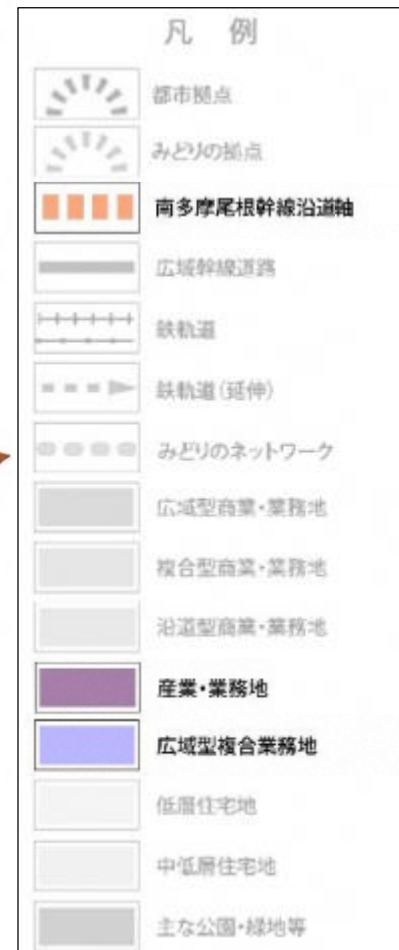 凡 例
都市拠点
みどりの拠点
南多摩尾根幹線沿道軸
広域幹線道路
鉄軌道
鉄軌道(延伸)
みどりのネットワーク
広域型商業・業務地
複合型商業・業務地
沿道型商業・業務地
産業・業務地
広域型複合業務地
低層住宅地
中低層住宅地
主な公園・緑地等